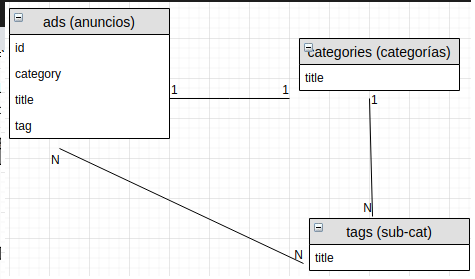 ads (anuncios)
id
category
title
tag
categories (categorías)
title
1
1
1
N
N
N
tags (sub-cat)
title